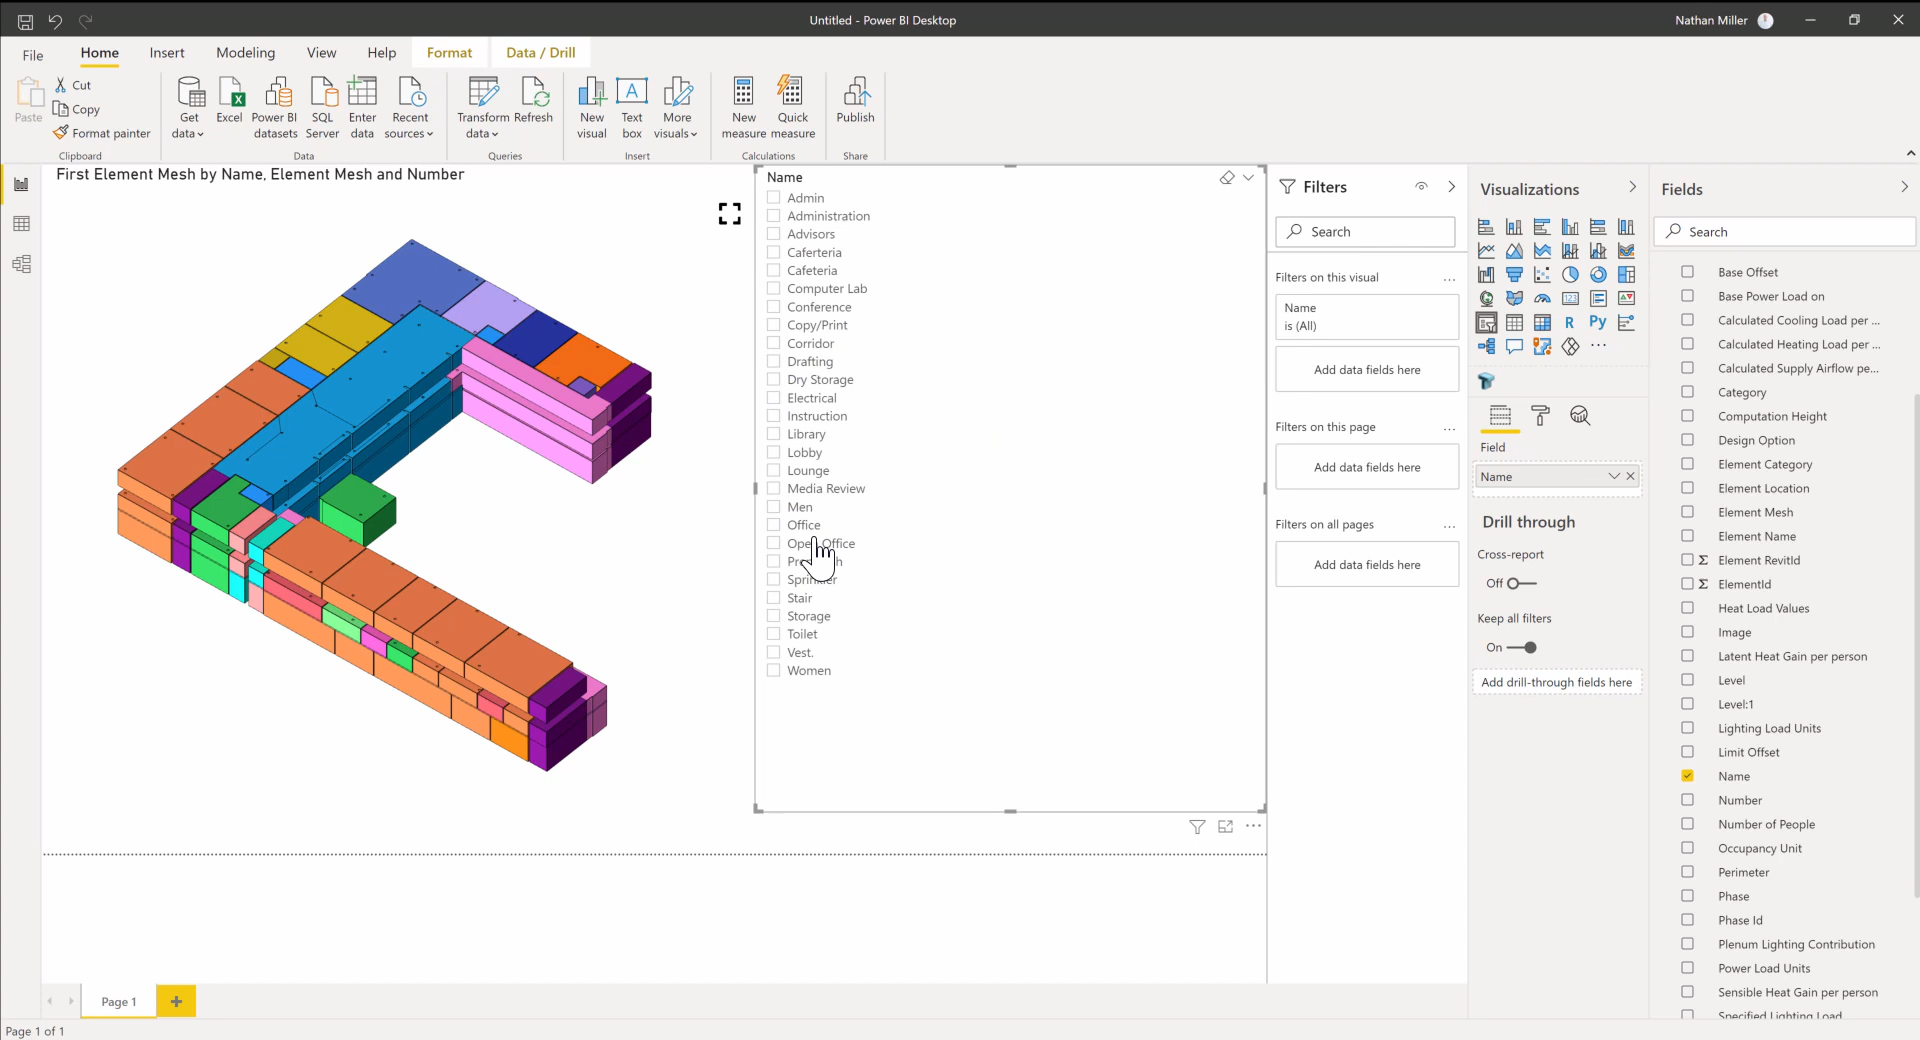 Untitled - Power BI Desktop
Nathan Miller
File
Home
Insert
Modeling
View
Help
Format
Data / Drill
Paste
Cut
Copy
Format painter
Clipboard
Get data
Excel
Power BI datasets
SQL Server
Enter data
Recent sources
Data
Transform data
Refresh
Queries
New visual
Text box
More visuals
Insert
New measure
Quick measure
Calculations
Publish
Share
First Element Mesh by Name, Element Mesh and Number
Name
Admin
Administration
Advisors
Caferteria
Cafeteria
Computer Lab
Conference
Copy/Print
Corridor
Drafting
Dry Storage
Electrical
Instruction
Library
Lobby
Lounge
Media Review
Men
Office
Office
Stair
Storage
Toilet
Vest.
Women
Filters
Search
Filters on this visual
...
Name
is (All)
Add data fields here
Filters on this page
...
Add data fields here
Filters on all pages
...
Add data fields here
Visualizations
123
R
Py
...
Field
Name
Drill through
Cross-report
Off
Keep all filters
On
Add drill-through fields here
Fields
Search
Base Offset
Base Power Load on
Calculated Cooling Load per ...
Calculated Heating Load per ...
Calculated Supply Airflow pe...
Category
Computation Height
Design Option
Element Category
Element Location
Element Mesh
Element Name
Σ Element RevitId
Σ ElementId
Heat Load Values
Image
Latent Heat Gain per person
Level
Level:1
Lighting Load Units
Limit Offset
Name
Number
Number of People
Occupancy Unit
Perimeter
Phase
Phase Id
Plenum Lighting Contribution
Power Load Units
Sensible Heat Gain per person
Specified Lighting Load
Page 1
+
Page 1 of 1